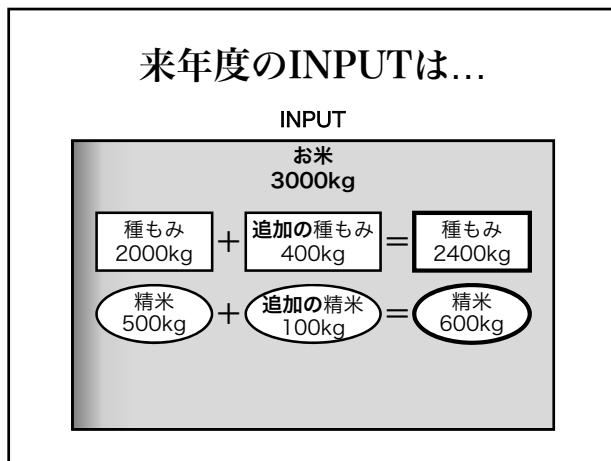 来年度のINPUTは…
INPUT
お米
3000kg
種もみ
2000kg
+
追加の種もみ
400kg
=
種もみ
2400kg
精米
500kg
+
追加の精米
100kg
=
精米
600kg